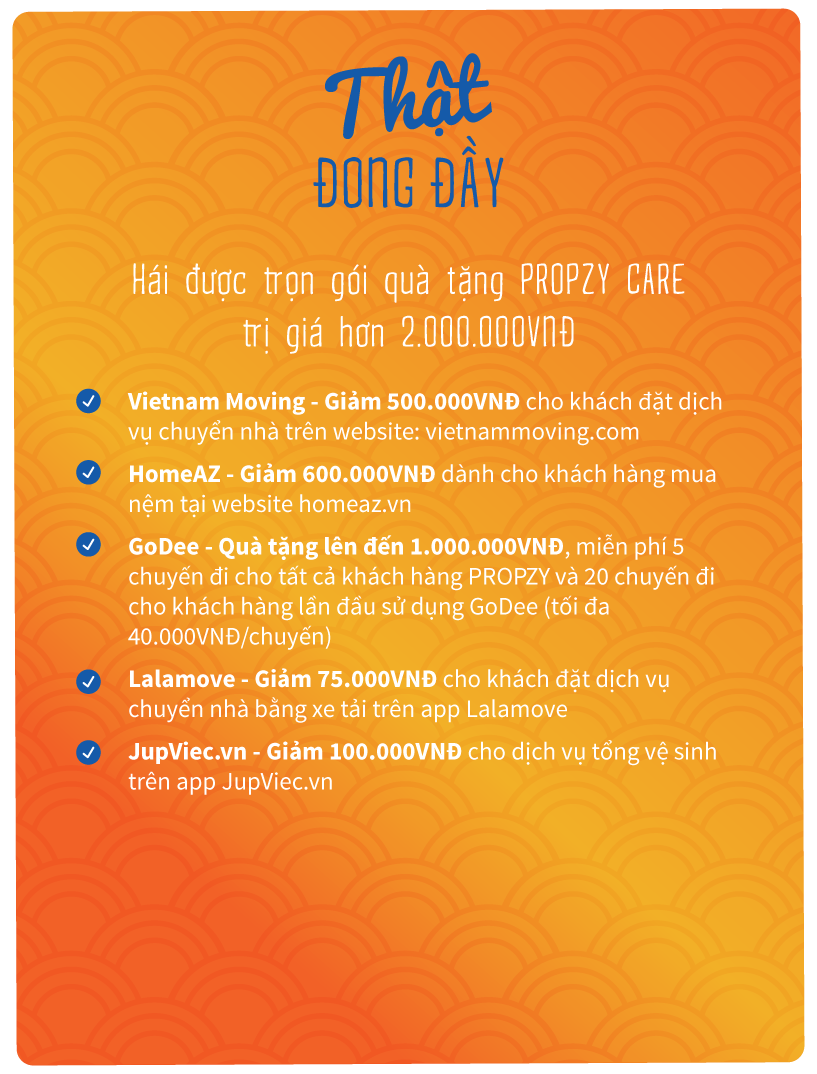 Thật
ĐONG ĐẦY
Hái được trọn gói quà tặng PROPZY CARE
trị giá hơn 2.000.000VNĐ
Vietnam Moving - Giảm 500.000VNĐ cho khách đặt dịch
vụ chuyển nhà trên website: vietnammoving.com
HomeAZ - Giảm 600.000VNĐ dành cho khách hàng mua
nệm tại website homeaz.vn
GoDee - Quà tặng lên đến 1.000.000VNĐ, miễn phí 5
chuyến đi cho tất cả khách hàng PROPZY và 20 chuyến đi
cho khách hàng lần đầu sử dụng GoDee (tối đa
40.000VNĐ/chuyến)
Lalamove - Giảm 75.000VNĐ cho khách đặt dịch vụ
chuyển nhà bằng xe tải trên app Lalamove
JupViec.vn - Giảm 100.000VNĐ cho dịch vụ tổng vệ sinh
trên app JupViec.vn